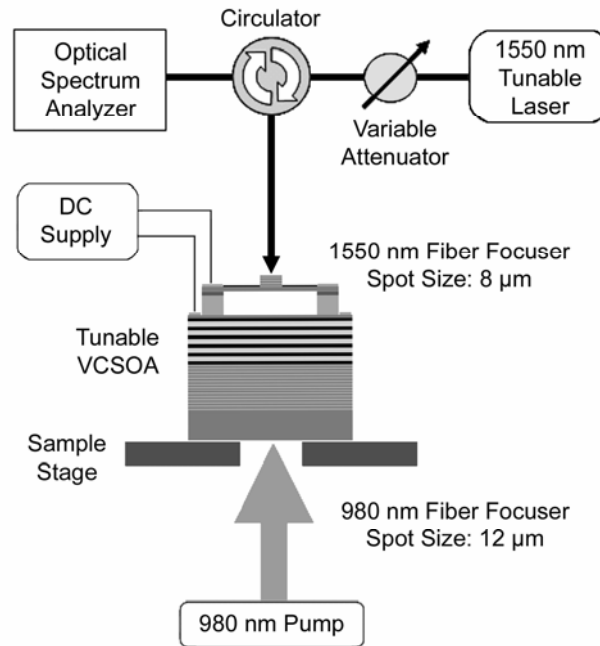 Circulator
Optical
Spectrum
Analyzer
1550 nm
Tunable
Laser
Variable
Attenuator
DC
Supply
1550 nm Fiber Focuser
Spot Size: 8 µm
Tunable
VCSOA
Sample
Stage
980 nm Fiber Focuser
Spot Size: 12 µm
980 nm Pump